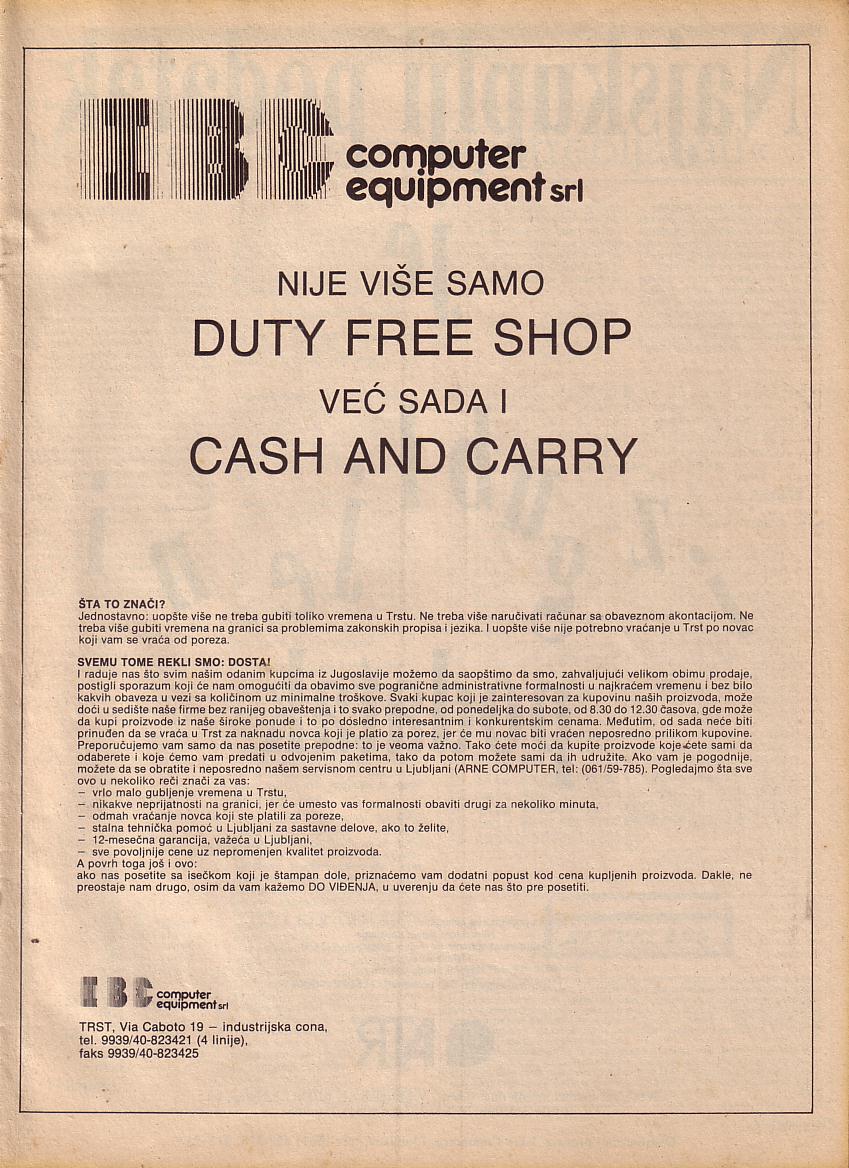 IBC computer
equipment srl
NIJE VIŠE SAMO
DUTY FREE SHOP
VEĆ SADA I
CASH AND CARRY
ŠTA TO ZNAČI?
Jednostavno: uopšte više ne treba gubiti toliko vremena u Trstu. Ne treba više naručivati računar sa obaveznom akontacijom. Ne
treba više gubiti vremena na granici sa problemima zakonskih propisa i jezika. I uopšte više nije potrebno vraćanje u Trst po novac
koji vam se vraća od poreza.
SVEMU TOME REKLI SMO: DOSTA!
I raduje nas što svim našim odanim kupcima iz Jugoslavije možemo da saopštimo da smo, zahvaljujući velikom obimu prodaje,
postigli sporazum koji će nam omogućiti da obavimo sve pogranične administrativne formalnosti u najkraćem vremenu i bez bilo
kakvih obaveza u vezi sa količinom uz minimalne troškove. Svaki kupac koji je zainteresovan za kupovinu naših proizvoda, može
doći u sedište naše firme bez ranijeg obaveštenja i to svako prepodne, od ponedeljka do subote, od 8.30 do 12.30 časova, gde može
da kupi proizvode iz naše široke ponude i to po dosledno interesantnim i konkurentskim cenama. Međutim, od sada neće biti
prinuđen da se vraća u Trst za naknadu novca koji je platio za porez, jer će mu novac biti vraćen neposredno prilikom kupovine.
Preporučujemo vam samo da nas posetite prepodne: to je veoma važno. Tako ćete moći da kupite proizvode koje ćete sami da
odaberete i koje ćemo vam predati u odvojenim paketima, tako da potom možete sami da ih udružite. Ako vam je pogodnije,
možete da se obratite i neposredno našem servisnom centru u Ljubljani (ARNE COMPUTER, tel: (061/59-785). Pogledajmo šta sve
ovo u nekoliko reči znači za vas:
– vrlo malo gubljenje vremena u Trstu,
– nikakve neprijatnosti na granici, jer će umesto vas formalnosti obaviti drugi za nekoliko minuta,
– odmah vraćanje novca koji ste platili za poreze,
– stalna tehnička pomoć u Ljubljani za sastavne delove, ako to želite,
– 12-mesečna garancija, važeća u Ljubljani,
– sve povoljnije cene uz nepromenjen kvalitet proizvoda.
A povrh toga još i ovo:
ako nas posetite sa isečkom koji je štampan dole, priznaćemo vam dodatni popust kod cena kupljenih proizvoda. Dakle, ne
preostaje nam drugo, osim da vam kažemo DO VIĐENJA, u uverenju da ćete nas što pre posetiti.
IBC computer
equipment srl
TRST, Via Caboto 19 – industrijska cona,
tel. 9939/40-823421 (4 linije),
faks 9939/40-823425